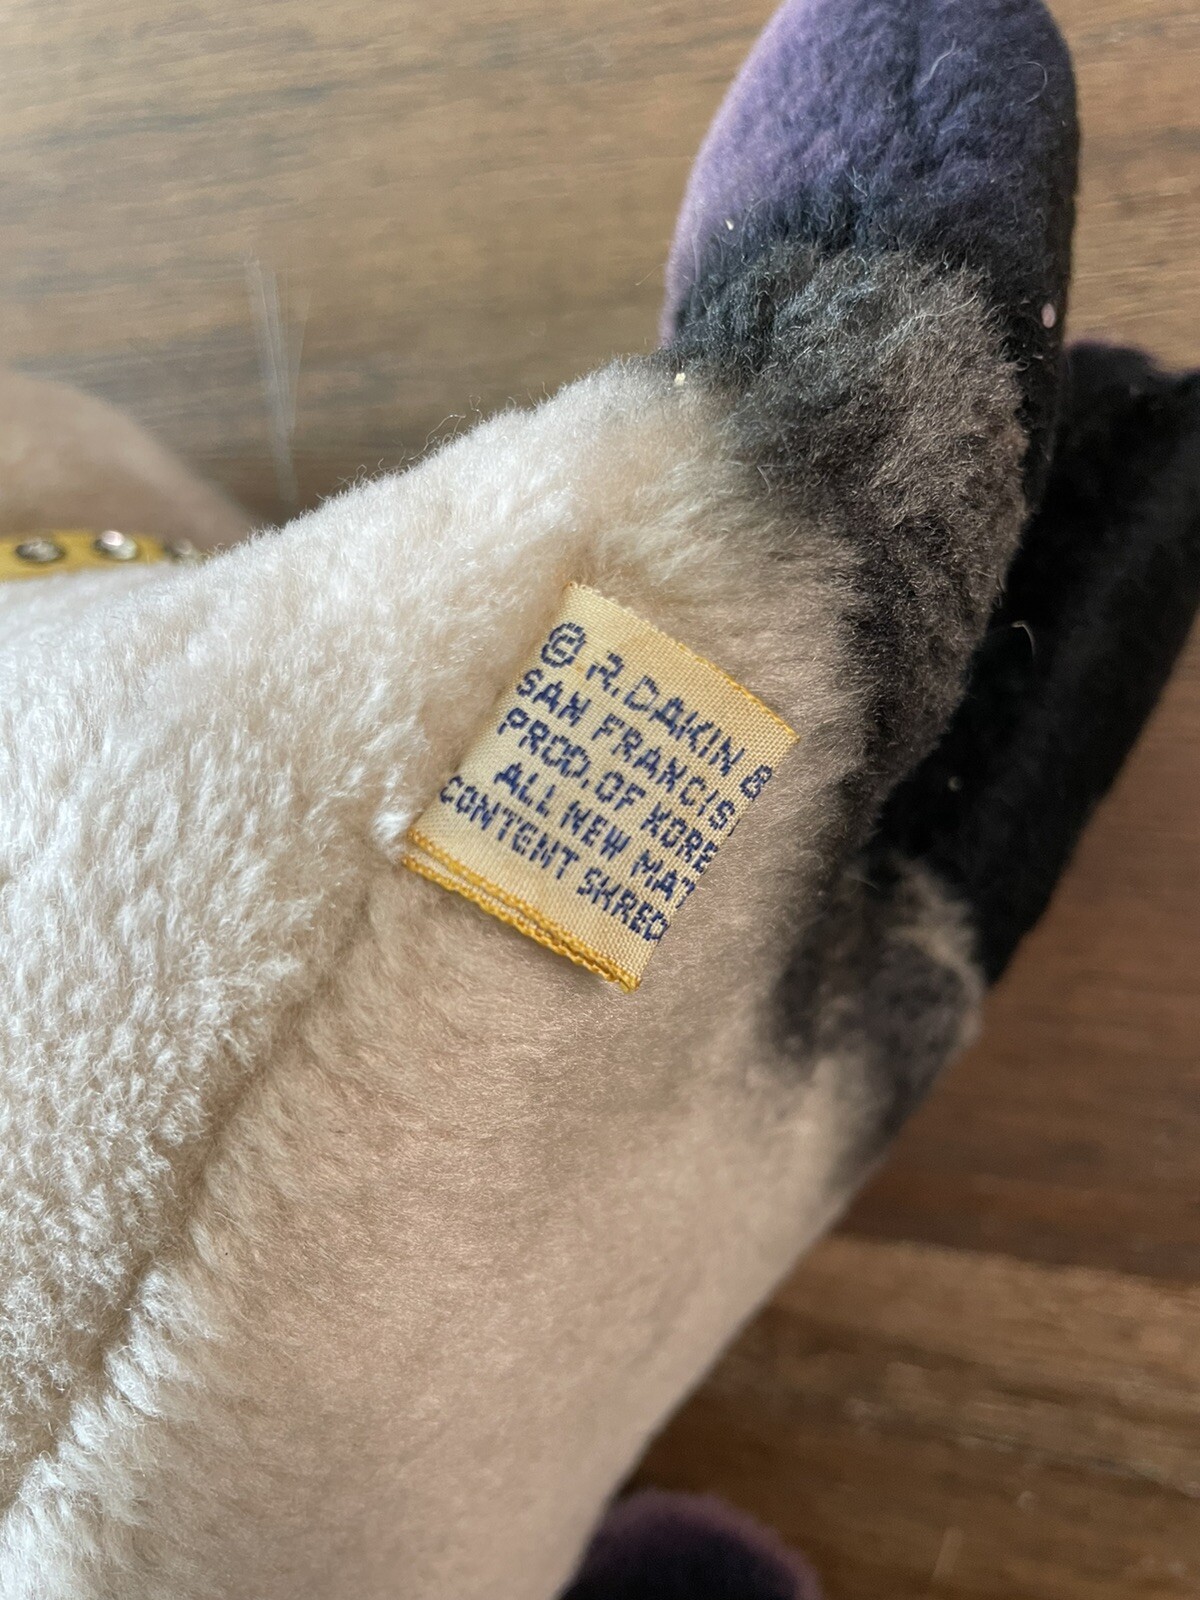 © R. DAKIN &
SAN FRANCIS
PROD. OF KORE
ALL NEW MAT
CONTENT SHRED